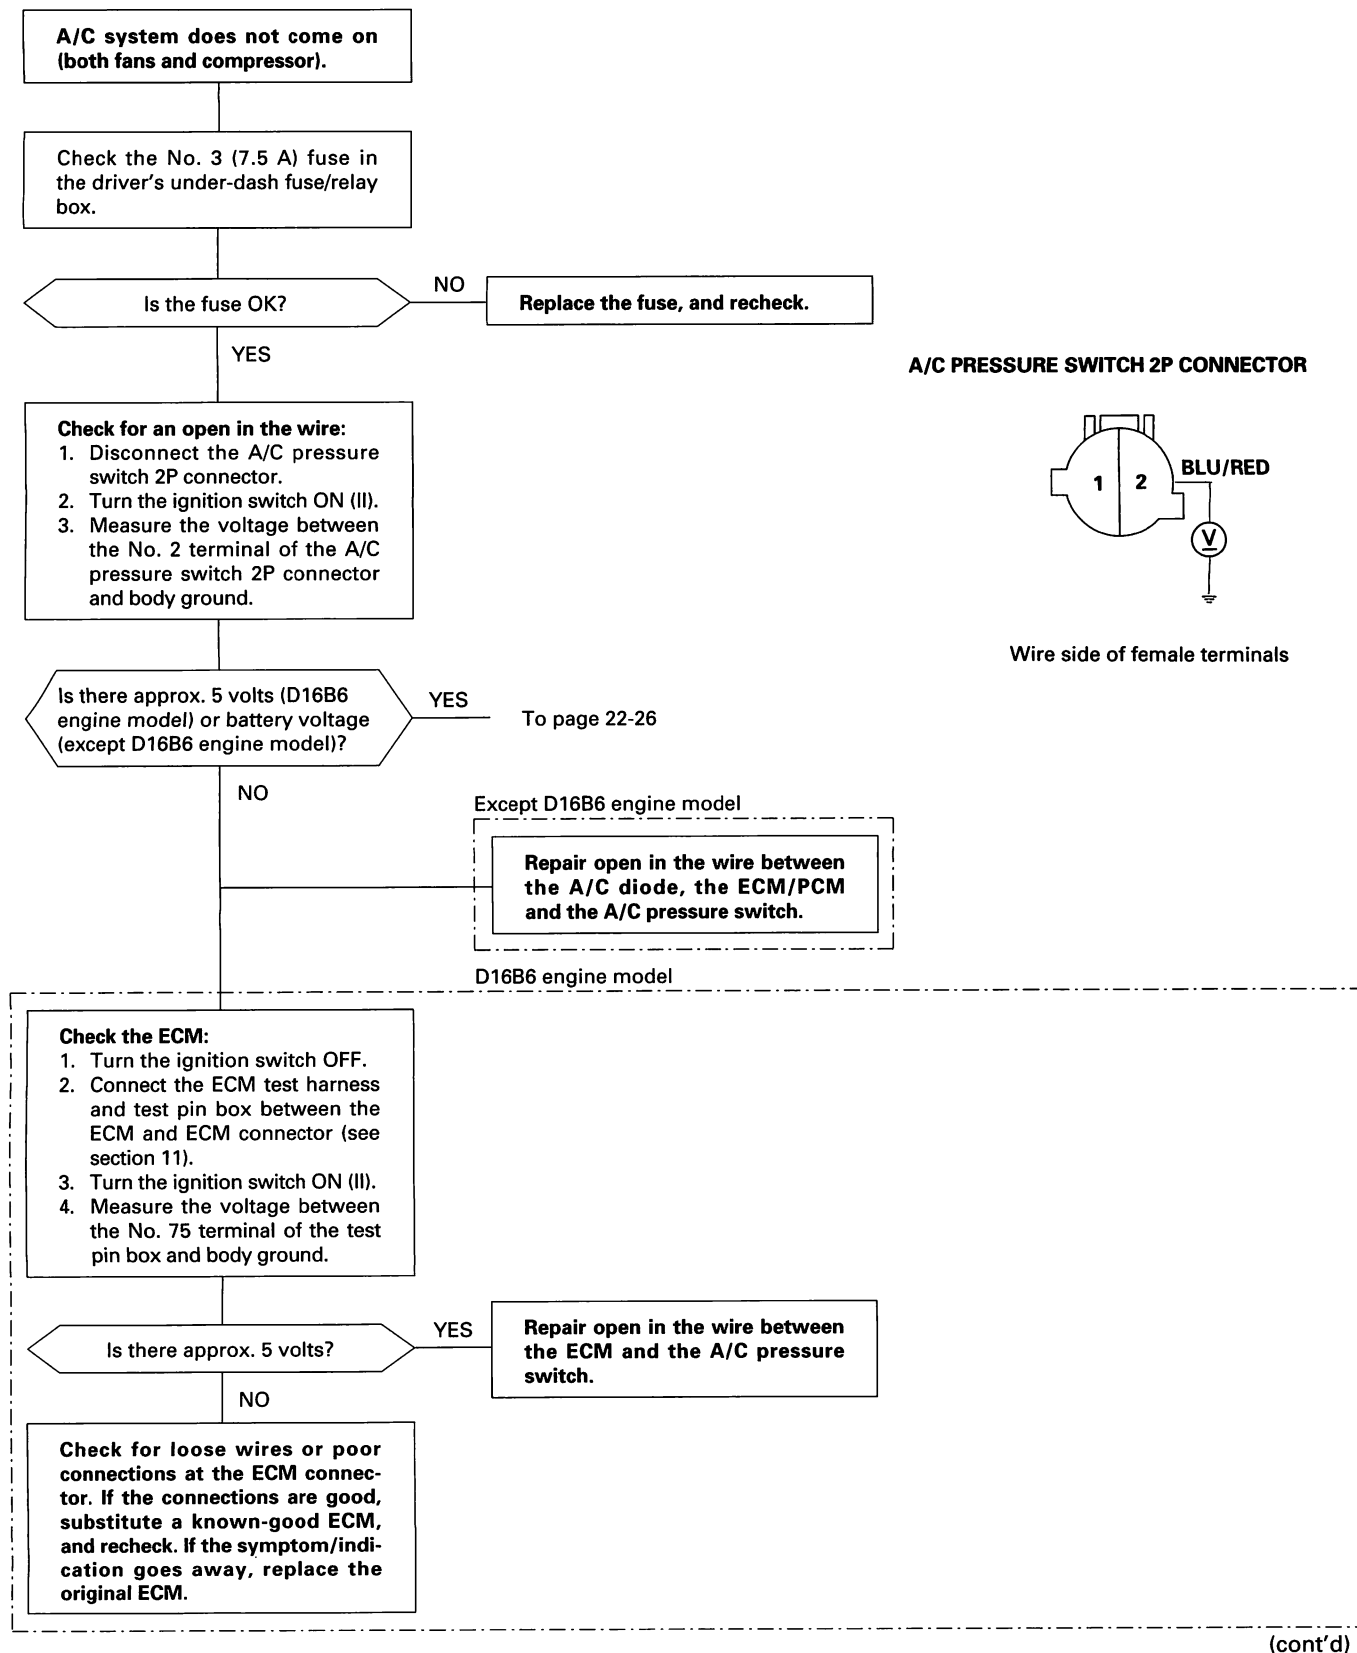 A/C system does not come on
(both fans and compressor).
Check the No. 3 (7.5 A) fuse in
the driver's under-dash fuse/relay
box.
Is the fuse OK?
NO
Replace the fuse, and recheck.
YES
A/C PRESSURE SWITCH 2P CONNECTOR
1
2
BLU/RED
V
Wire side of female terminals
Check for an open in the wire:
1. Disconnect the A/C pressure
switch 2P connector.
2. Turn the ignition switch ON (II).
3. Measure the voltage between
the No. 2 terminal of the A/C
pressure switch 2P connector
and body ground.
Is there approx. 5 volts (D16B6
engine model) or battery voltage
(except D16B6 engine model)?
YES
To page 22-26
NO
Except D16B6 engine model
Repair open in the wire between
the A/C diode, the ECM/PCM
and the A/C pressure switch.
D16B6 engine model
Check the ECM:
1. Turn the ignition switch OFF.
2. Connect the ECM test harness
and test pin box between the
ECM and ECM connector (see
section 11).
3. Turn the ignition switch ON (II).
4. Measure the voltage between
the No. 75 terminal of the test
pin box and body ground.
Is there approx. 5 volts?
YES
Repair open in the wire between
the ECM and the A/C pressure
switch.
NO
Check for loose wires or poor
connections at the ECM connec-
tor. If the connections are good,
substitute a known-good ECM,
and recheck. If the symptom/indi-
cation goes away, replace the
original ECM.
(cont'd)